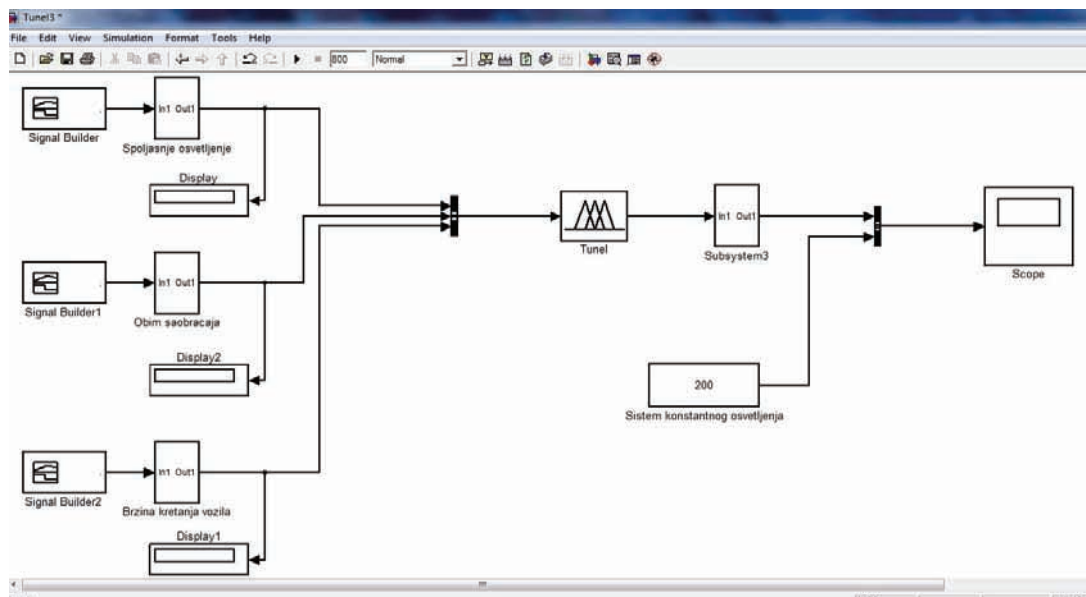 Tunel3 *
File Edit View Simulation Format Tools Help
800 Normal
Signal Builder
In1 Out1
Spoljasnje osvetljenje
Display
Signal Builder1
In1 Out1
Obim saobracaja
Display2
Signal Builder2
In1 Out1
Brzina kretanja vozila
Display1
Tunel
In1 Out1
Subsystem3
200
Sistem konstantnog osvetljenja
Scope